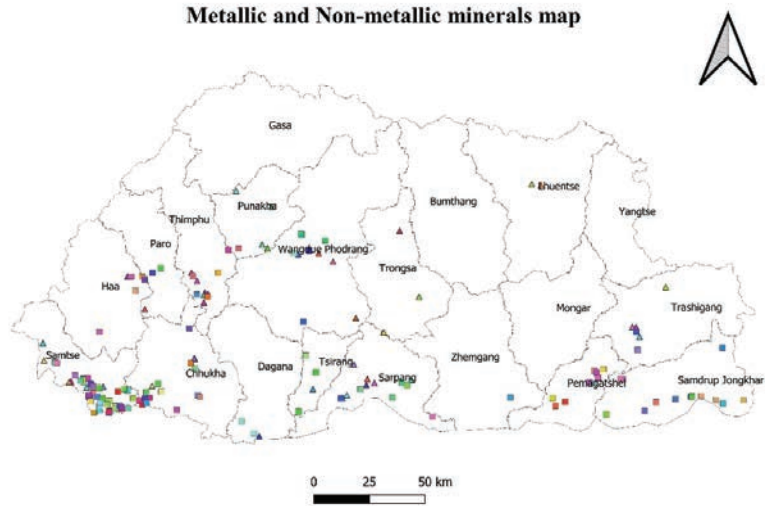 Metallic and Non-metallic minerals map
Gasa
Punakha
Thimphu
Paro
Haa
Wangdue Phodrang
Bumthang
Lhuentse
Yangtse
Trongsa
Mongar
Trashigang
Samtse
Chhukha
Dagana
Tsirang
Sarpang
Zhemgang
Pemagatshel
Samdrup Jongkhar
0 25 50 km